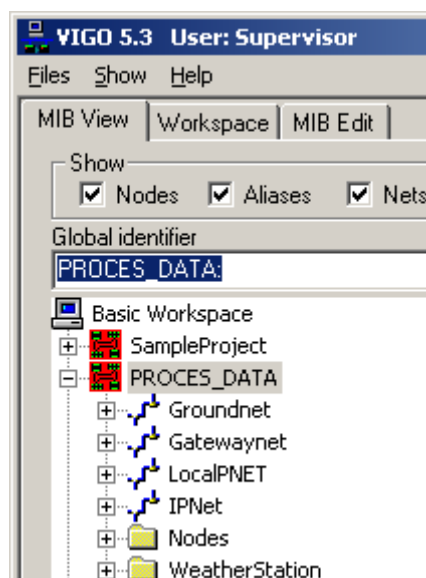 VIGO 5.3 User: Supervisor
Files Show Help
MIB View Workspace MIB Edit
Show
Nodes Aliases Nets
Global identifier
PROCES_DATA:
Basic Workspace
SampleProject
PROCES_DATA
Groundnet
Gatewaynet
LocalPNET
IPNet
Nodes
WeatherStation